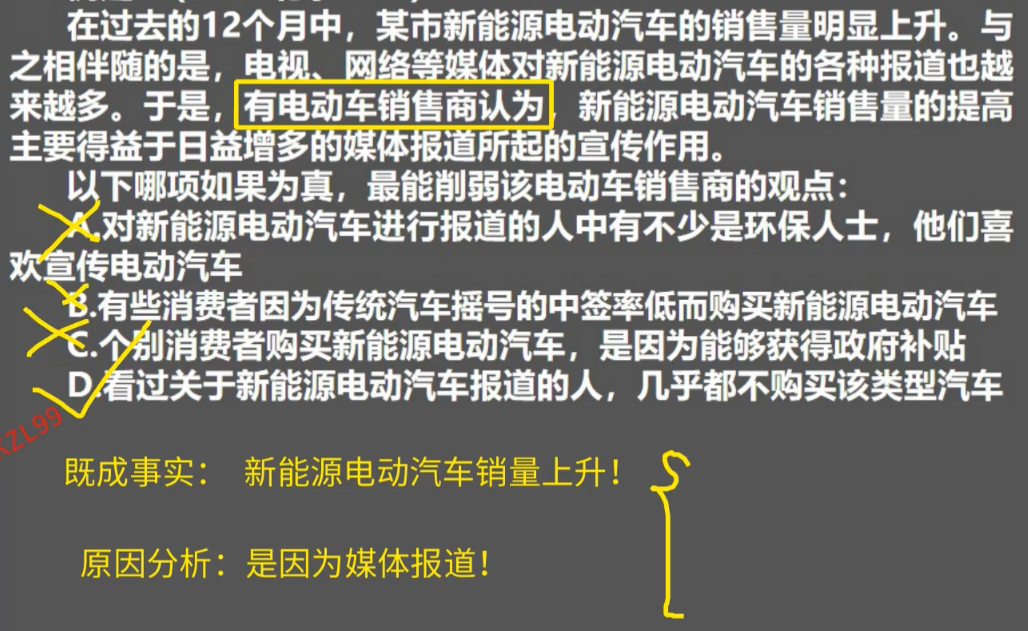 在过去的12个月中，某市新能源电动汽车的销售量明显上升。与
之相伴随的是，电视、网络等媒体对新能源电动汽车的各种报道也越
来越多。于是，有电动车销售商认为，新能源电动汽车销售量的提高
主要得益于日益增多的媒体报道所起的宣传作用。
以下哪项如果为真，最能削弱该电动车销售商的观点：
A.对新能源电动汽车进行报道的人中有不少是环保人士，他们喜
欢宣传电动汽车
B.有些消费者因为传统汽车摇号的中签率低而购买新能源电动汽车
C.个别消费者购买新能源电动汽车，是因为能够获得政府补贴
D.看过关于新能源电动汽车报道的人，几乎都不购买该类型汽车
KZL99
既成事实： 新能源电动汽车销量上升！
原因分析：是因为媒体报道！